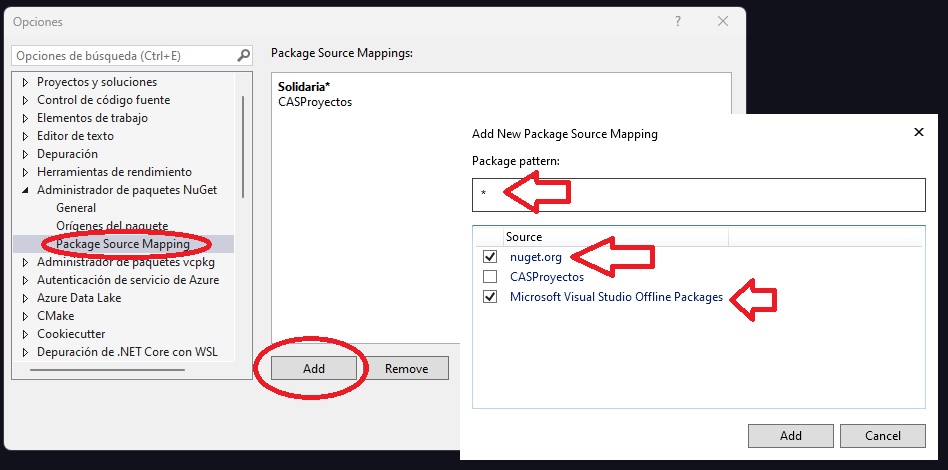 Opciones
?
Opciones de búsqueda (Ctrl+E)
Proyectos y soluciones
Control de código fuente
Elementos de trabajo
Editor de texto
Depuración
Herramientas de rendimiento
Administrador de paquetes NuGet
General
Orígenes del paquete
Package Source Mapping
Administrador de paquetes vcpkg
Autenticación de servicio de Azure
Azure Data Lake
CMake
Cookiecutter
Depuración de .NET Core con WSL
Package Source Mappings:
Solidaria*
CASProyectos
Add
Remove
Add New Package Source Mapping
Package pattern:
*
Source
nuget.org
CASProyectos
Microsoft Visual Studio Offline Packages
Add
Cancel